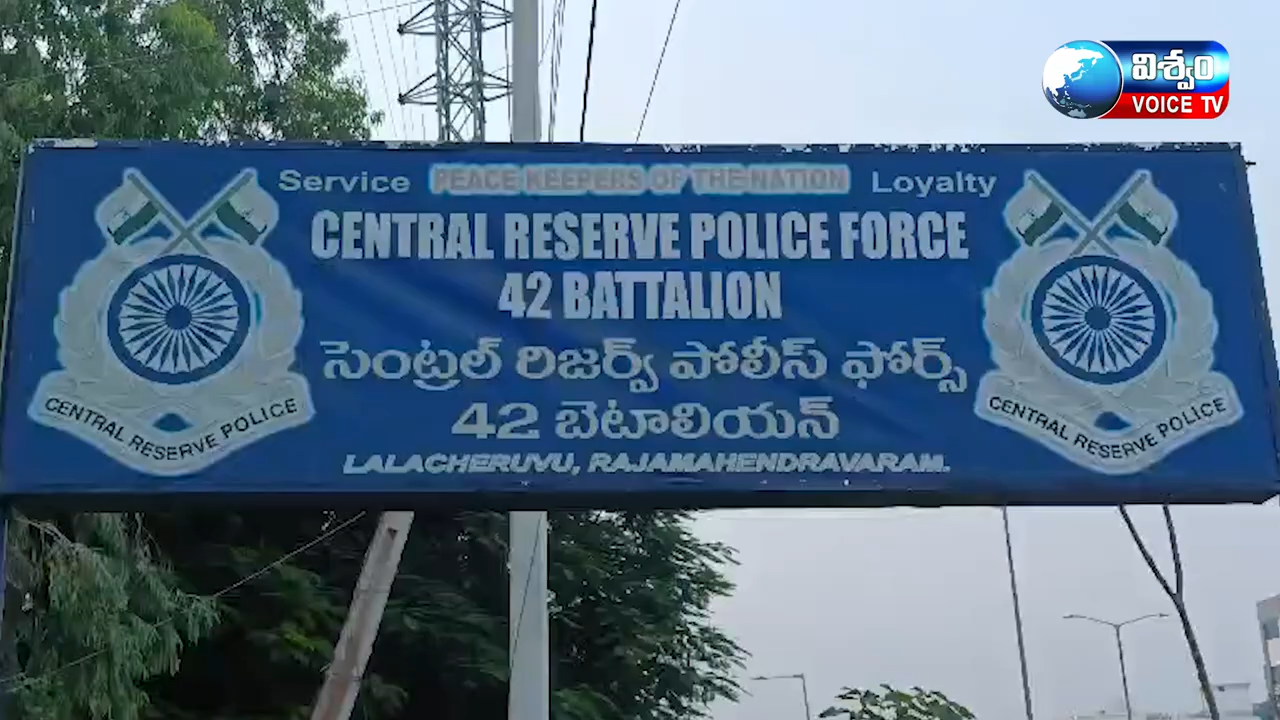 విశ్వం
VOICE TV
Service PEACE KEEPERS OF THE NATION Loyalty
CENTRAL RESERVE POLICE FORCE
42 BATTALION
సెంట్రల్ రిజర్వ్ పోలీస్ ఫోర్స్
42 బెటాలియన్
LALACHERUVU, RAJAMAHENDRAVARAM.
CENTRAL RESERVE POLICE
CENTRAL RESERVE POLICE